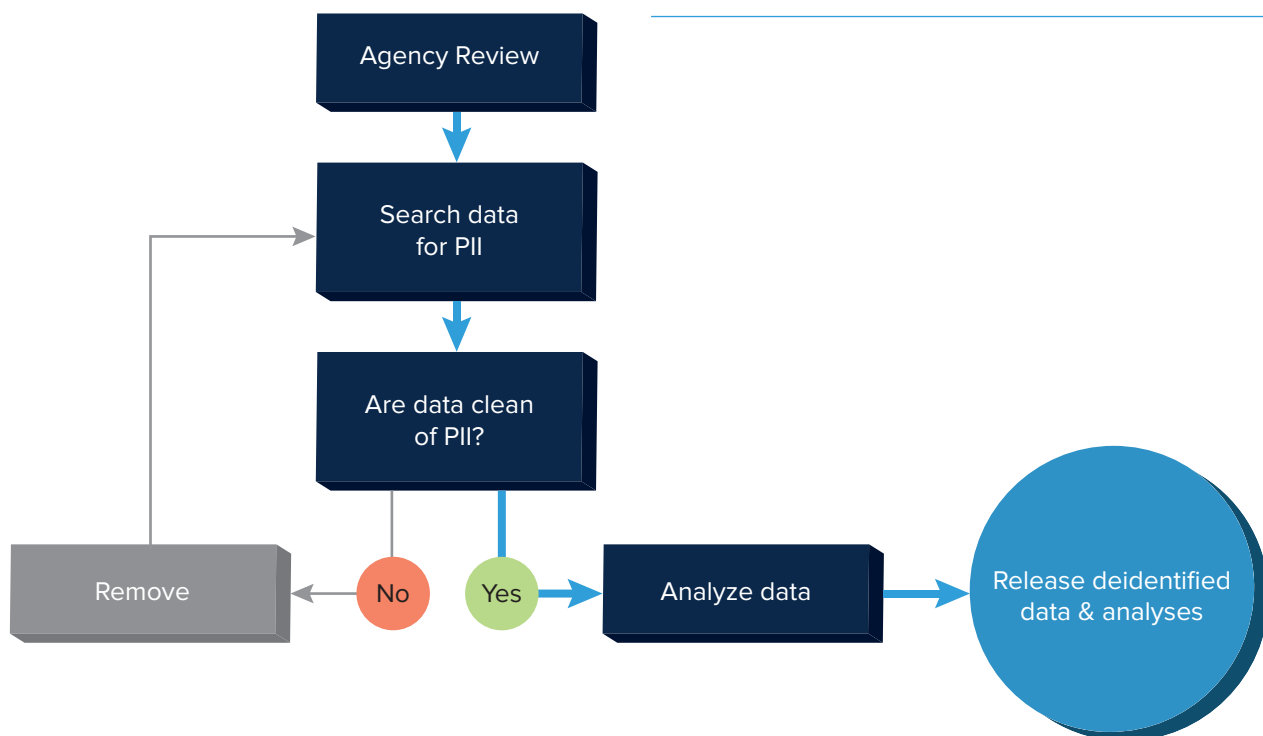 Agency Review
Search data
for PII
Are data clean
of PII?
Remove
No
Yes
Analyze data
Release deidentified
data & analyses